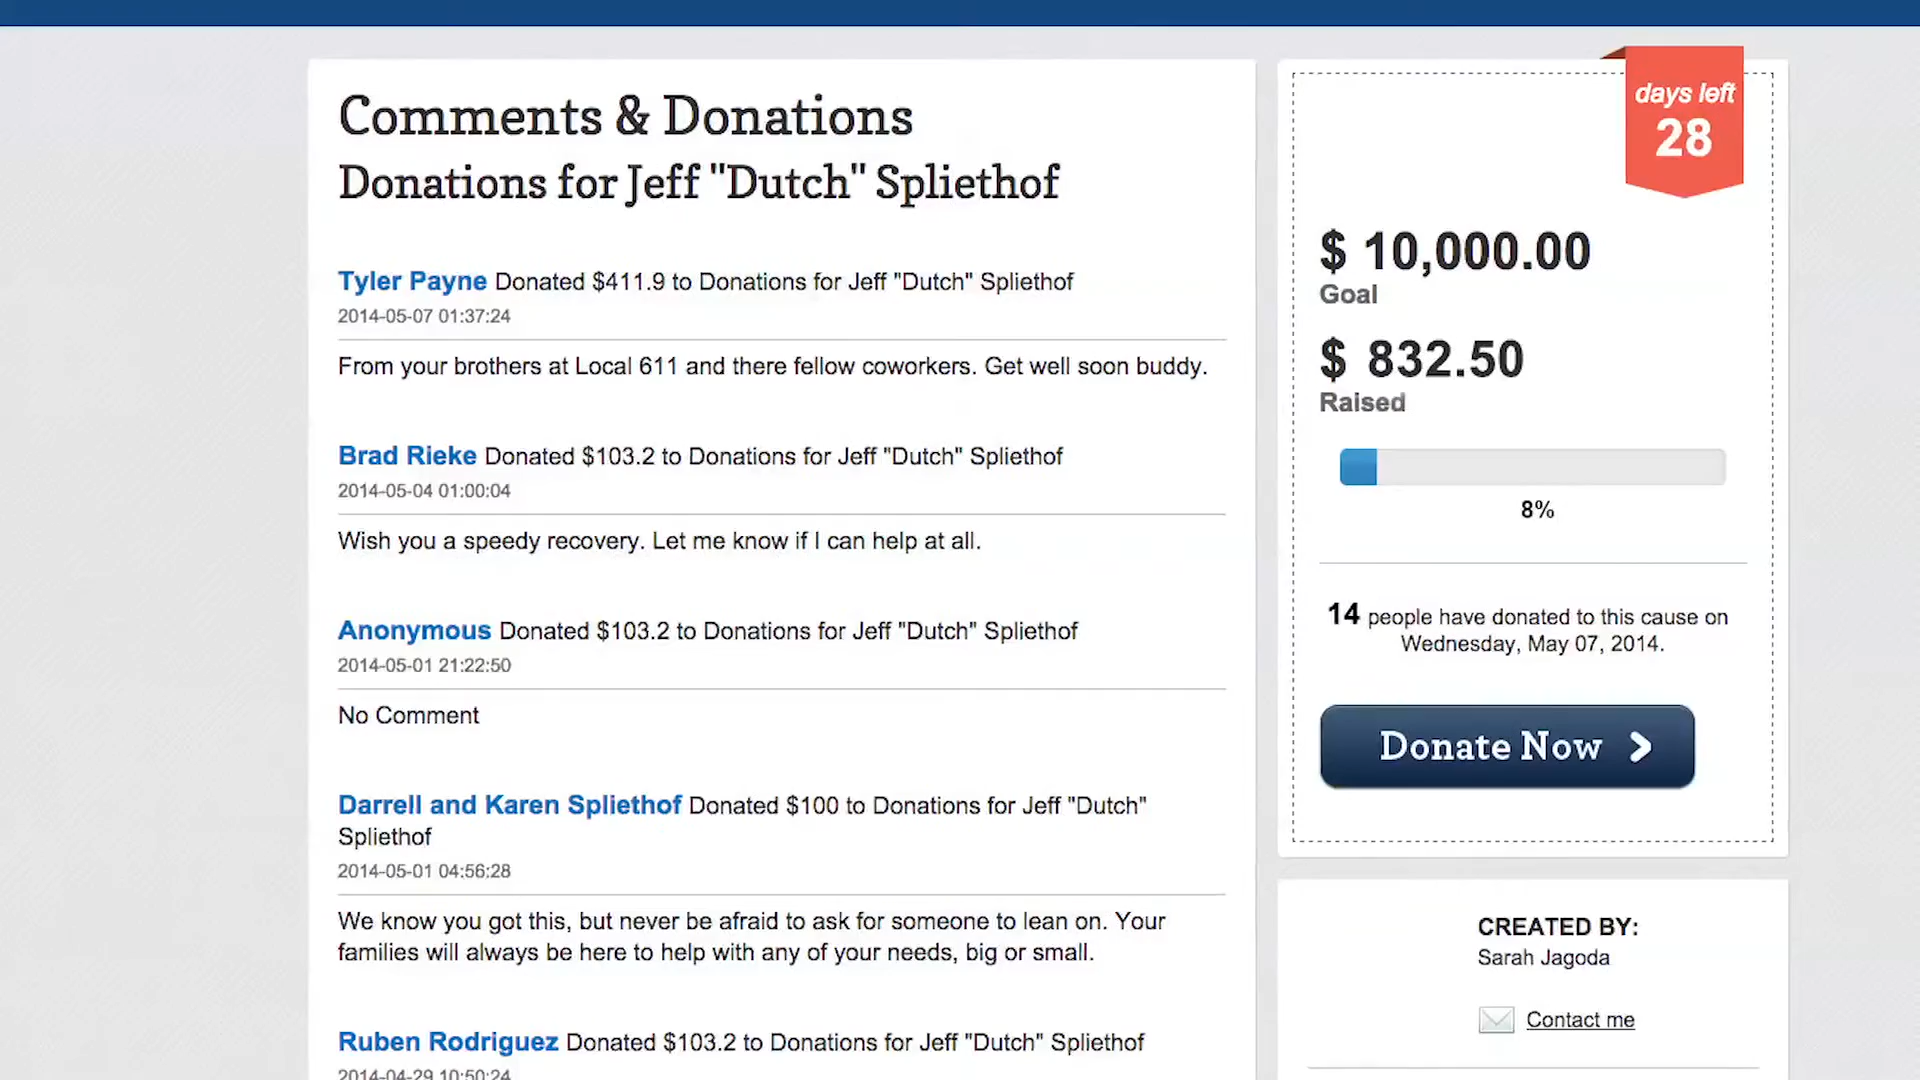 Comments & Donations
Donations for Jeff "Dutch" Spliethof
Tyler Payne Donated $411.9 to Donations for Jeff "Dutch" Spliethof
2014-05-07 01:37:24
From your brothers at Local 611 and there fellow coworkers. Get well soon buddy.
Brad Rieke Donated $103.2 to Donations for Jeff "Dutch" Spliethof
2014-05-04 01:00:04
Wish you a speedy recovery. Let me know if I can help at all.
Anonymous Donated $103.2 to Donations for Jeff "Dutch" Spliethof
2014-05-01 21:22:50
No Comment
Darrell and Karen Spliethof Donated $100 to Donations for Jeff "Dutch"
Spliethof
2014-05-01 04:56:28
We know you got this, but never be afraid to ask for someone to lean on. Your
families will always be here to help with any of your needs, big or small.
Ruben Rodriguez Donated $103.2 to Donations for Jeff "Dutch" Spliethof
2014-04-29 10:50:24
days left
28
$ 10,000.00
Goal
$ 832.50
Raised
8%
14 people have donated to this cause on
Wednesday, May 07, 2014.
Donate Now
CREATED BY:
Sarah Jagoda
Contact me